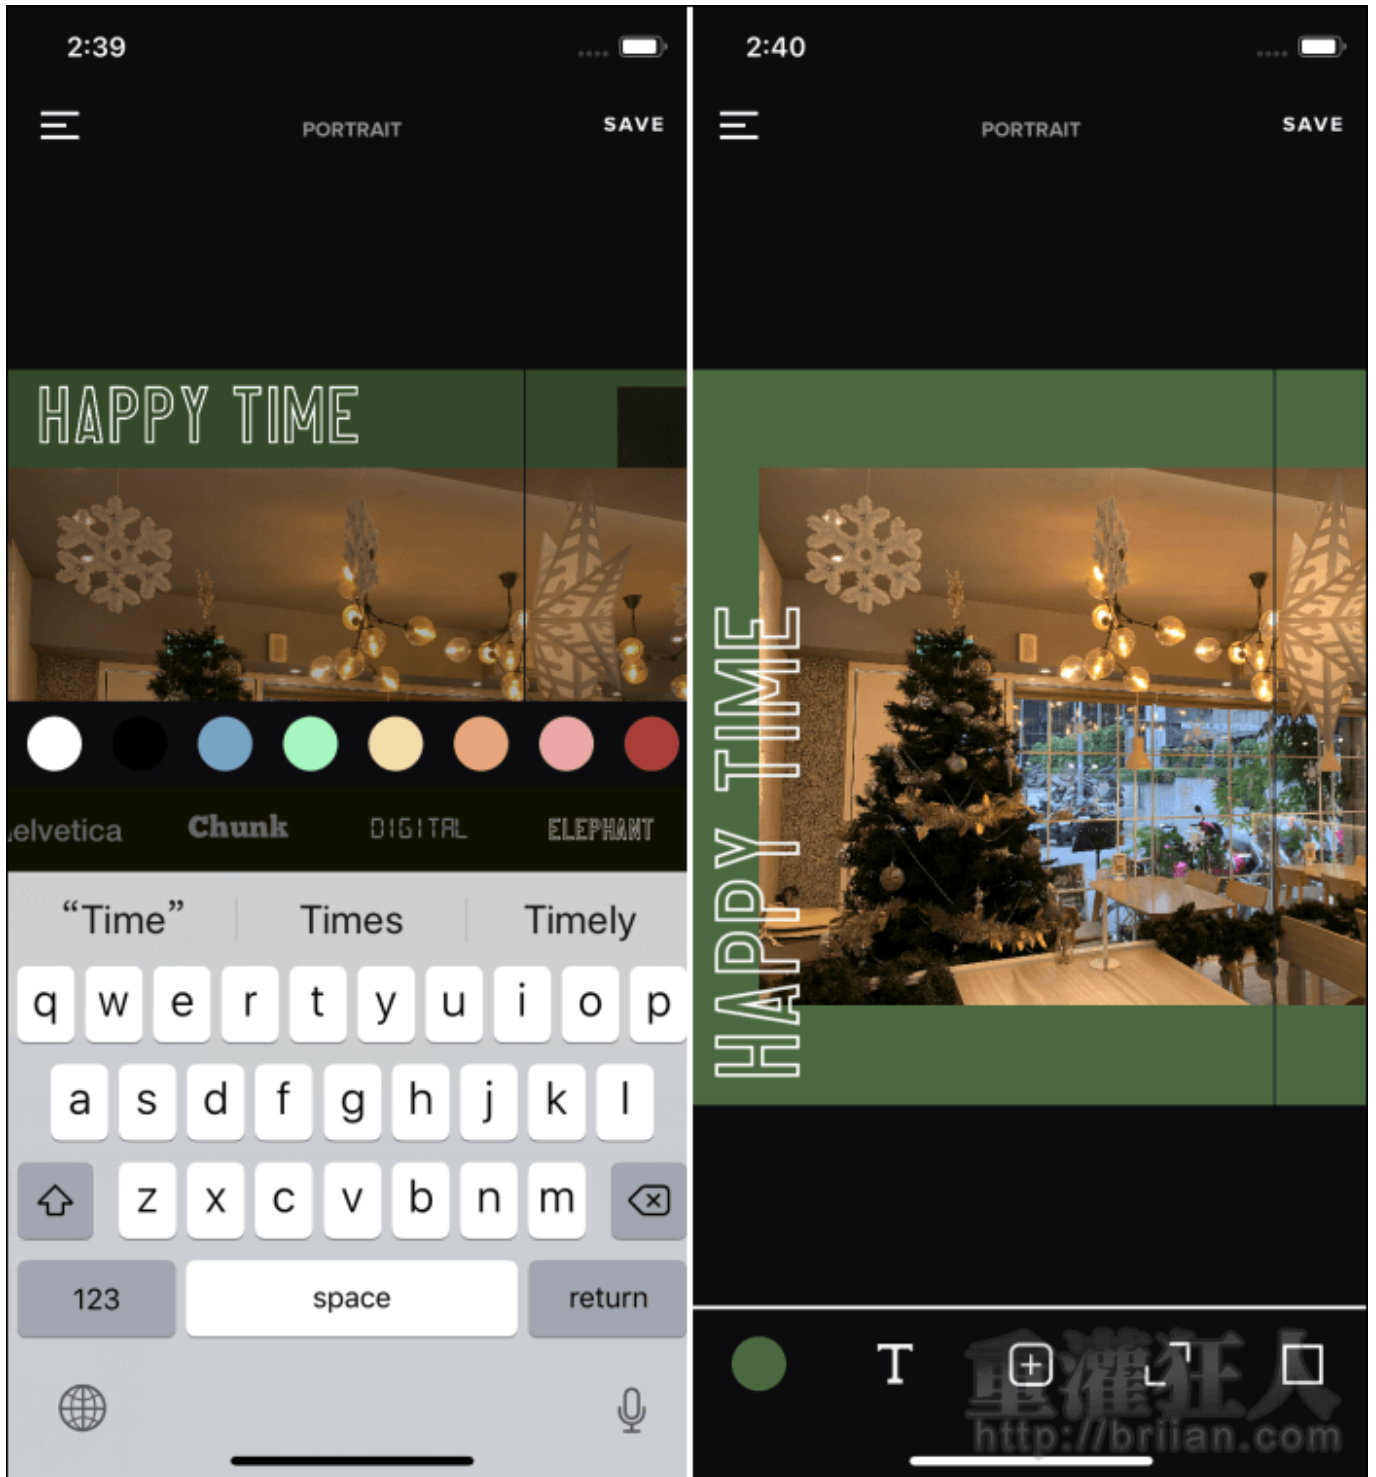 2:39
PORTRAIT
SAVE
HAPPY TIME
elvetica
Chunk
DIGITAL
ELEPHANT
“Time”
Times
Timely
q w e r t y u i o p
a s d f g h j k l
z x c v b n m
123
space
return
2:40
PORTRAIT
SAVE
HAPPY TIME
T
重灌狂人
http://briian.com